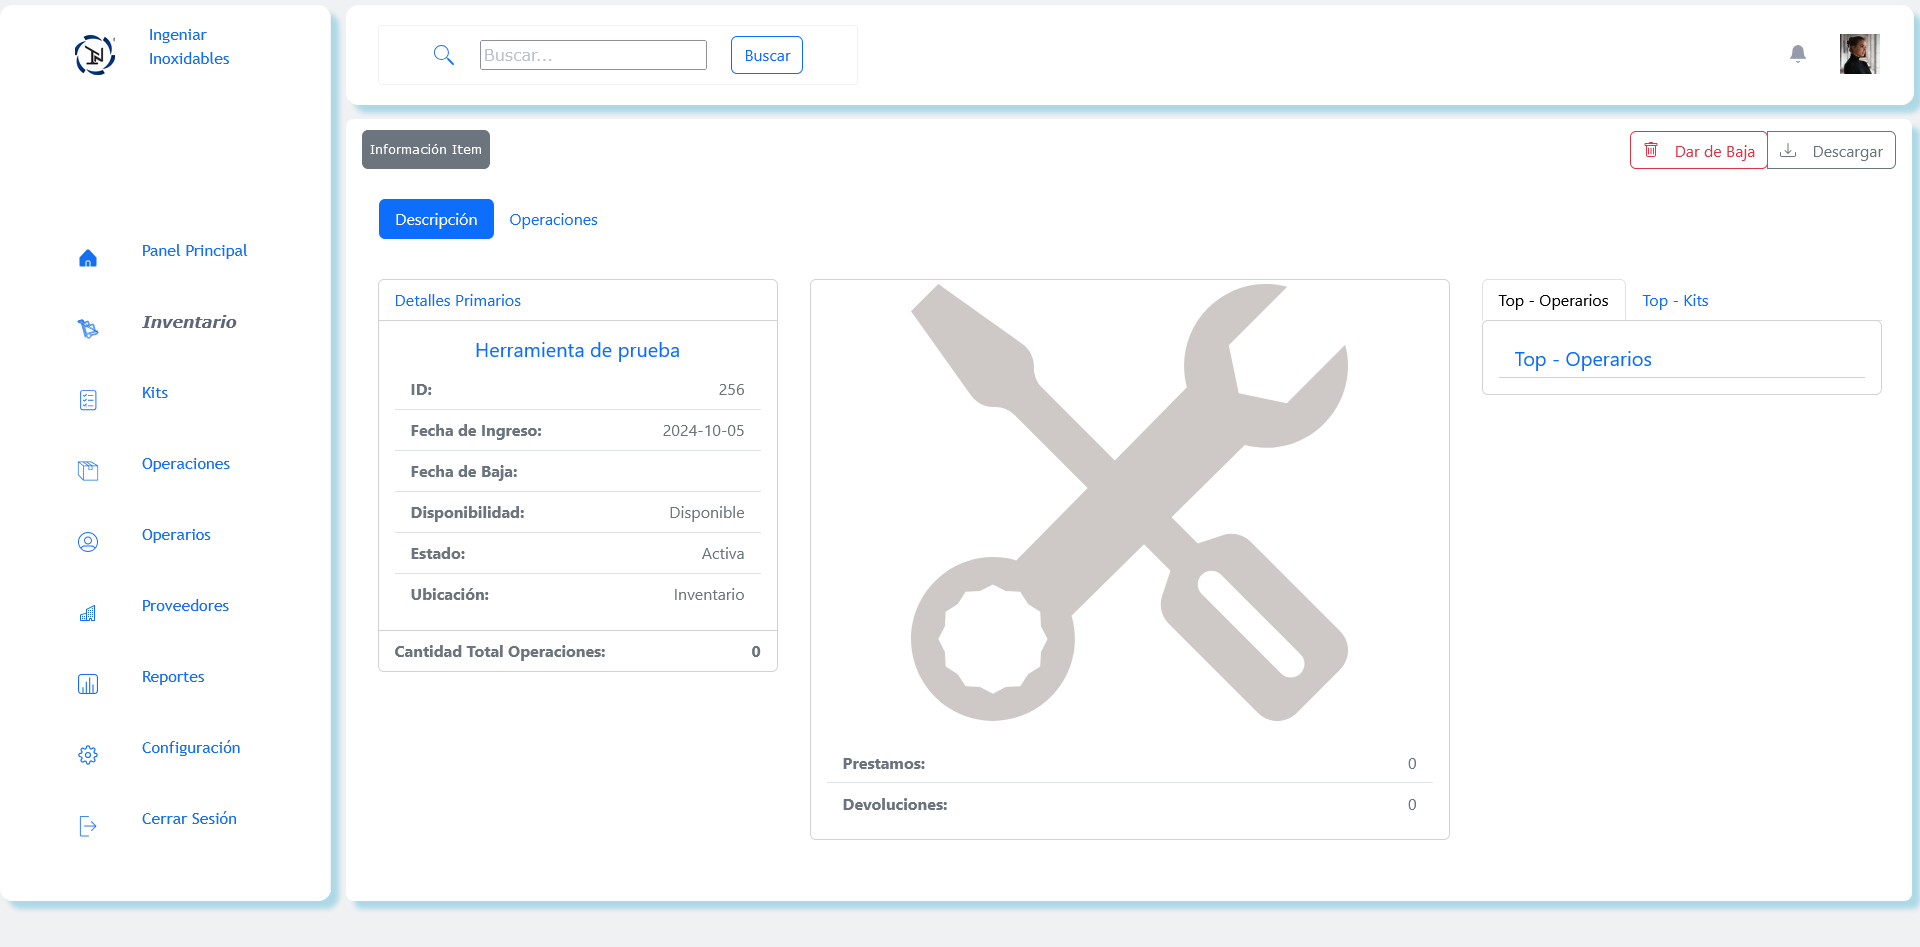 Ingeniar
Inoxidables
Panel Principal
Inventario
Kits
Operaciones
Operarios
Proveedores
Reportes
Configuración
Cerrar Sesión
Buscar...
Buscar
Información Item
Dar de Baja
Descargar
Descripción
Operaciones
Detalles Primarios
Herramienta de prueba
ID: 256
Fecha de Ingreso: 2024-10-05
Fecha de Baja:
Disponibilidad: Disponible
Estado: Activa
Ubicación: Inventario
Cantidad Total Operaciones: 0
Prestamos: 0
Devoluciones: 0
Top - Operarios
Top - Kits
Top - Operarios